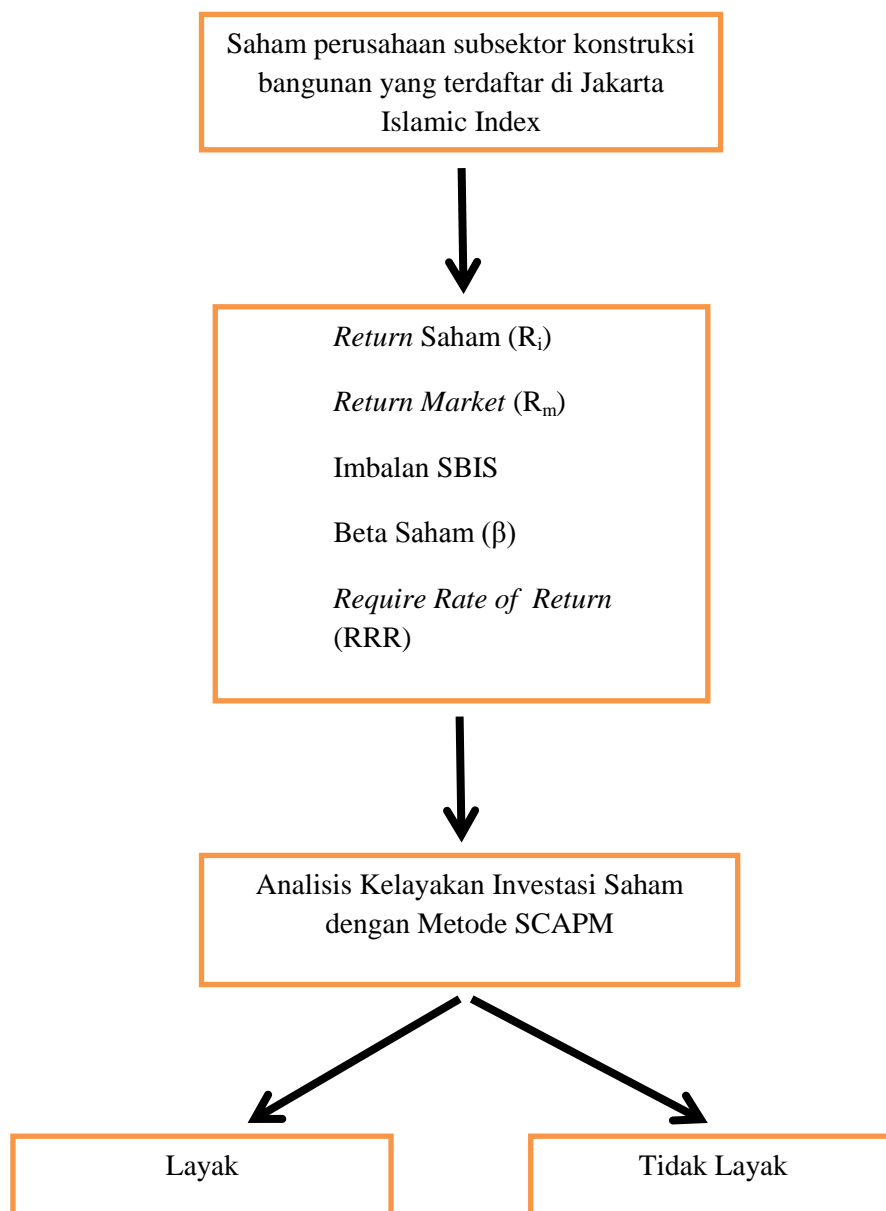 Saham perusahaan subsektor konstruksi
bangunan yang terdaftar di Jakarta
Islamic Index
Return Saham (Ri)
Return Market (Rm)
Imbalan SBIS
Beta Saham (β)
Require Rate of Return
(RRR)
Analisis Kelayakan Investasi Saham
dengan Metode SCAPM
Layak
Tidak Layak